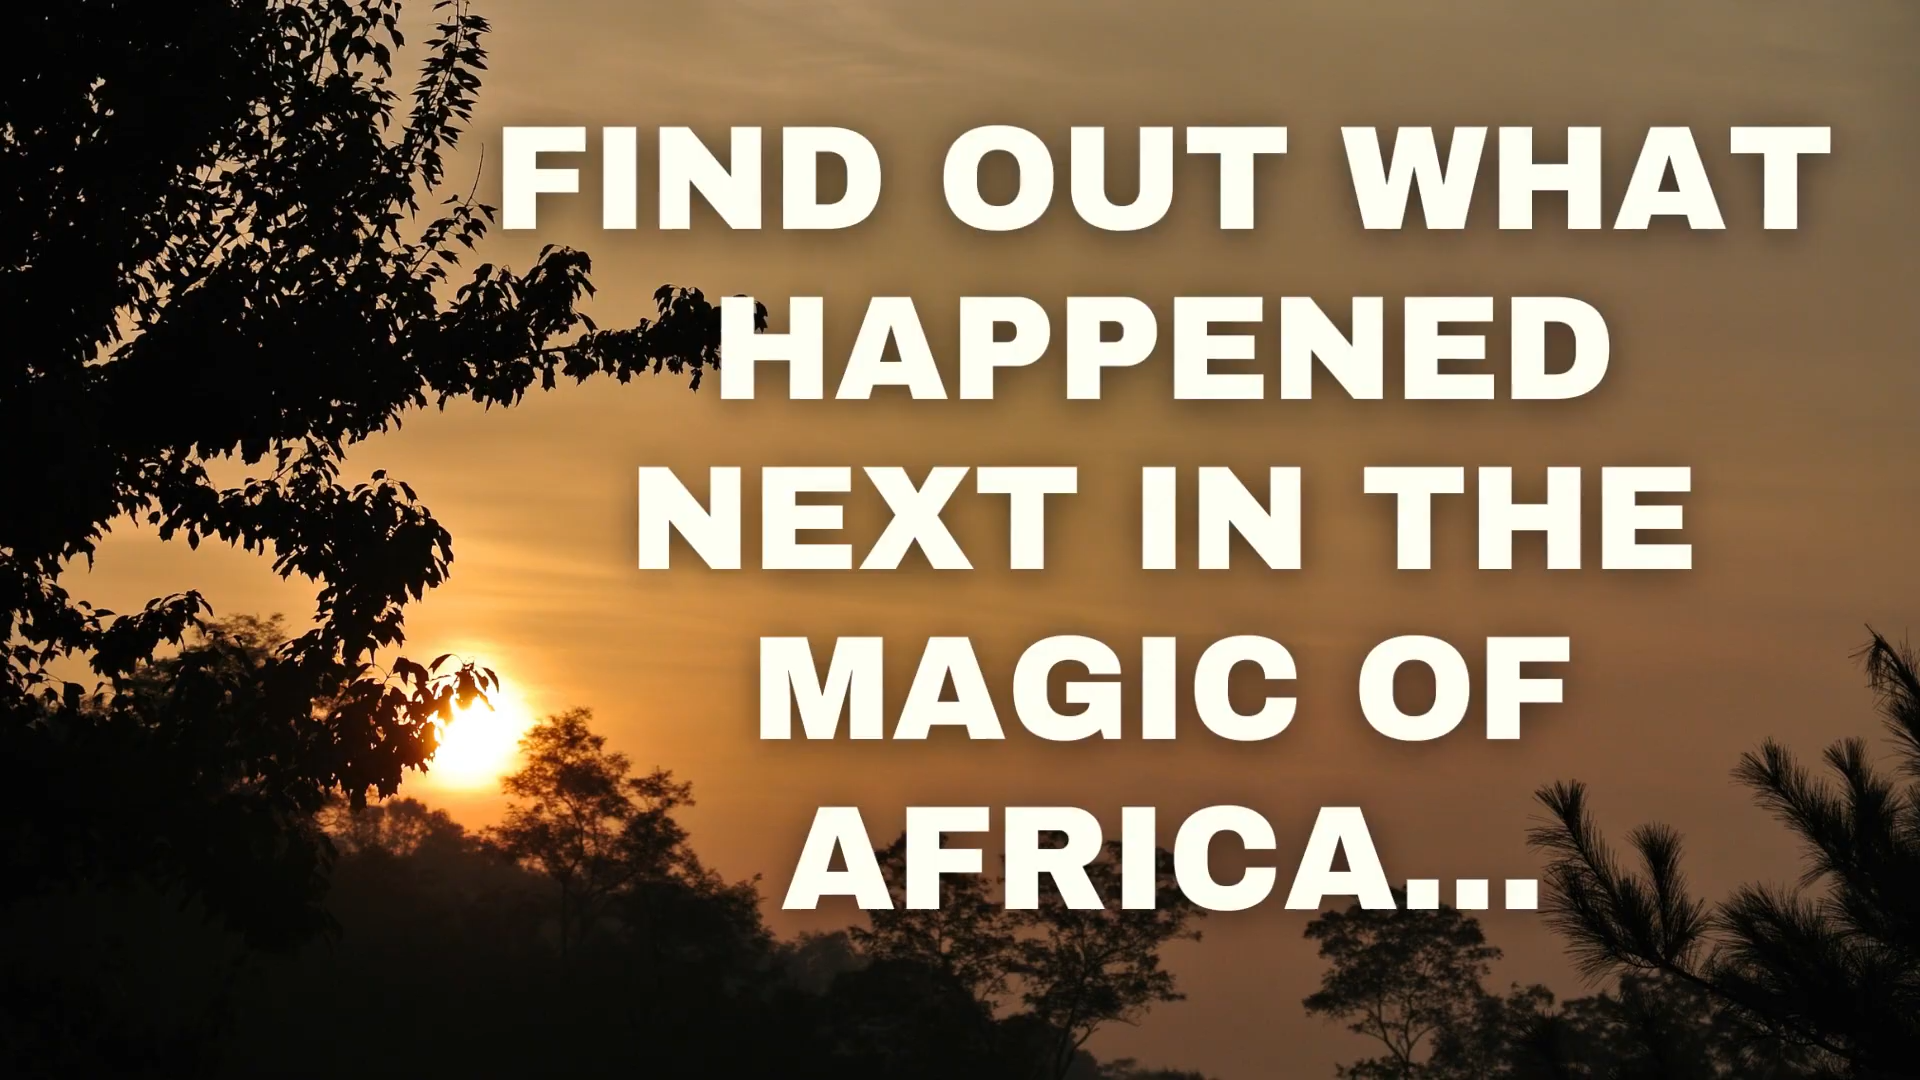 FIND OUT WHAT
HAPPENED
NEXT IN THE
MAGIC OF
AFRICA...